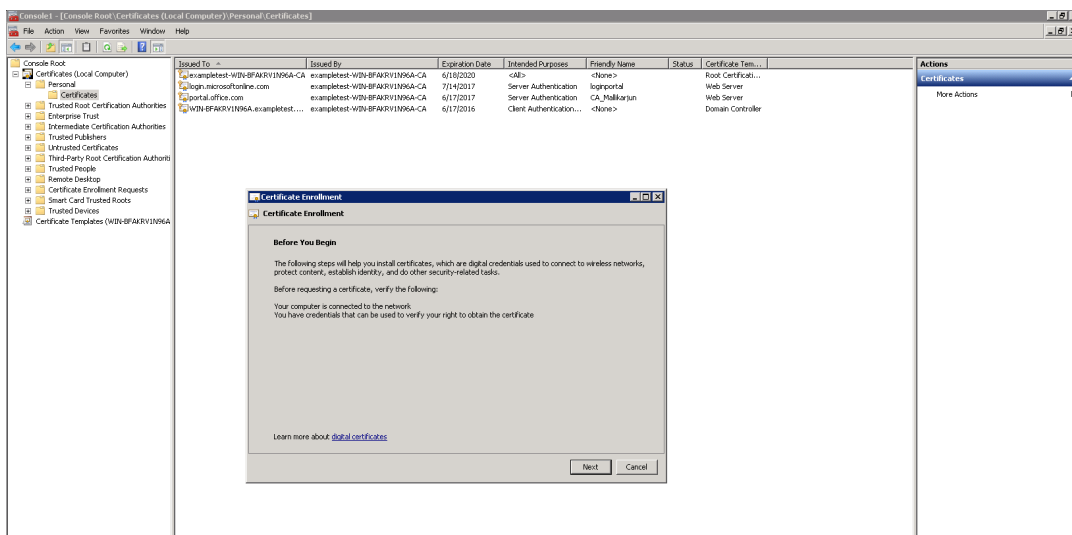 Console1 - [Console Root\Certificates (Local Computer)\Personal\Certificates]
File Action View Favorites Window Help
Console Root
Certificates (Local Computer)
Personal
Certificates
Trusted Root Certification Authorities
Enterprise Trust
Intermediate Certification Authorities
Trusted Publishers
Untrusted Certificates
Third-Party Root Certification Authoriti
Trusted People
Remote Desktop
Certificate Enrollment Requests
Smart Card Trusted Roots
Trusted Devices
Certificate Templates (WIN-BFAKRV1N96A
Issued To Issued By Expiration Date Intended Purposes Friendly Name Status Certificate Tem...
exampletest-WIN-BFAKRV1N96A-CA exampletest-WIN-BFAKRV1N96A-CA 6/18/2020 <All> <None> Root Certificati...
login.microsoftonline.com exampletest-WIN-BFAKRV1N96A-CA 7/14/2017 Server Authentication loginportal Web Server
portal.office.com exampletest-WIN-BFAKRV1N96A-CA 6/17/2017 Server Authentication CA_Mallikarjun Web Server
WIN-BFAKRV1N96A.exampletest.... exampletest-WIN-BFAKRV1N96A-CA 6/17/2016 Client Authentication... <None> Domain Controller
Actions
Certificates
More Actions
Certificate Enrollment
Certificate Enrollment
Before You Begin
The following steps will help you install certificates, which are digital credentials used to connect to wireless networks,
protect content, establish identity, and do other security-related tasks.
Before requesting a certificate, verify the following:
Your computer is connected to the network
You have credentials that can be used to verify your right to obtain the certificate
Learn more about digital certificates
Next Cancel